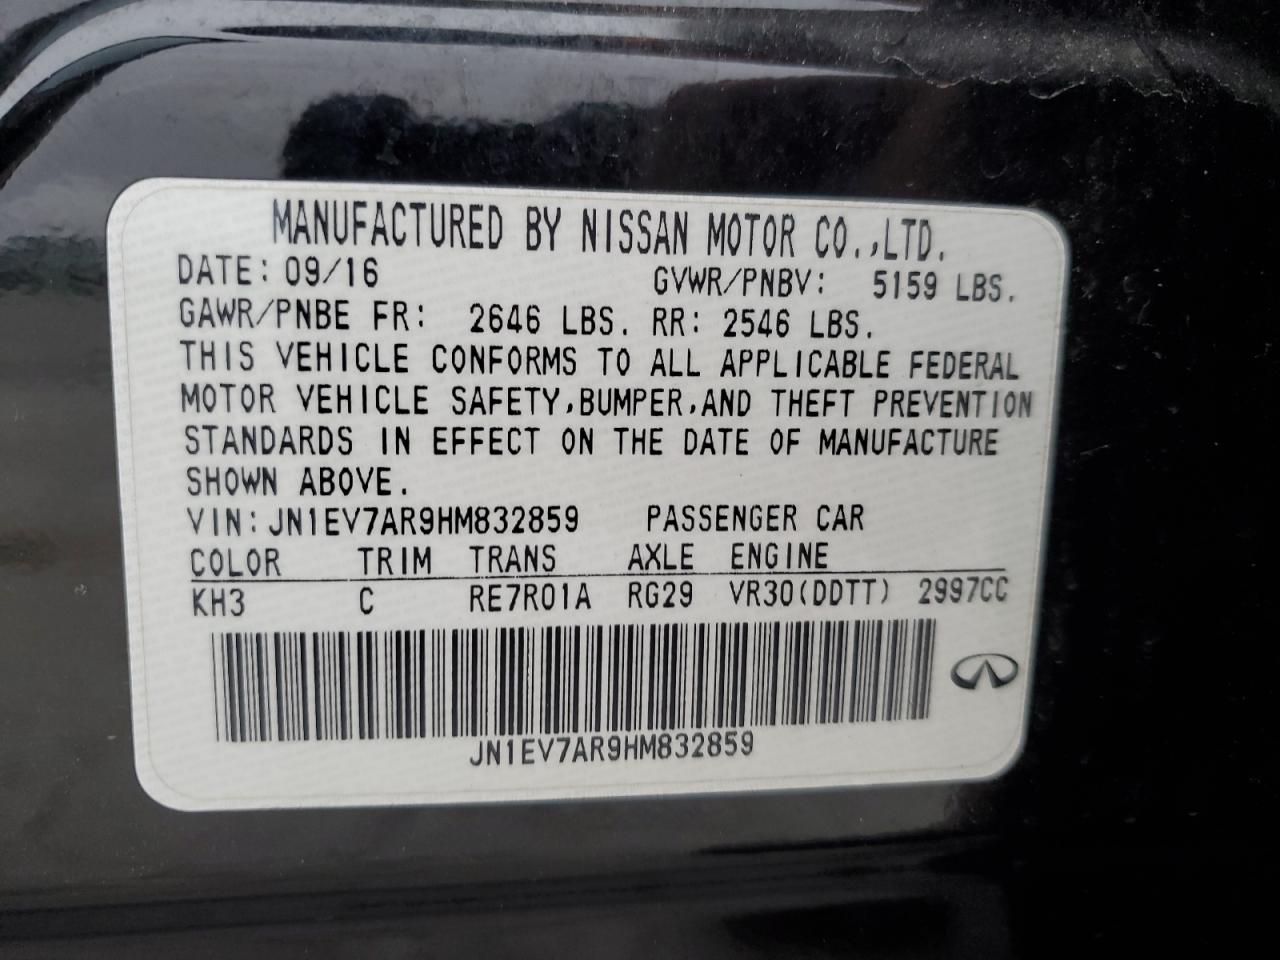 MANUFACTURED BY NISSAN MOTOR CO.,LTD.
DATE: 09/16 GVWR/PNBV: 5159 LBS.
GAWR/PNBE FR: 2646 LBS. RR: 2546 LBS.
THIS VEHICLE CONFORMS TO ALL APPLICABLE FEDERAL
MOTOR VEHICLE SAFETY,BUMPER,AND THEFT PREVENTION
STANDARDS IN EFFECT ON THE DATE OF MANUFACTURE
SHOWN ABOVE.
VIN:JN1EV7AR9HM832859 PASSENGER CAR
COLOR TRIM TRANS AXLE ENGINE
KH3 C RE7R01A RG29 VR30(DDTT) 2997CC
JN1EV7AR9HM832859